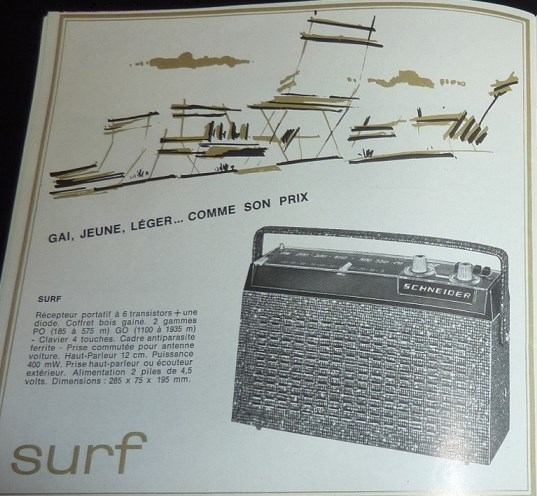 GAI, JEUNE, LÉGER... COMME SON PRIX
SCHNEIDER
SURF
Récepteur portatif à 6 transistors + une
diode. Coffret bois gainé. 2 gammes
PO (185 à 575 m) GO (1100 à 1935 m)
- Clavier 4 touches. Cadre antiparasite
ferrite - Prise commutée pour antenne
voiture. Haut-Parleur 12 cm. Puissance
400 mW. Prise haut-parleur ou écouteur
extérieur. Alimentation 2 piles de 4,5
volts. Dimensions : 285 x 75 x 195 mm.
surf